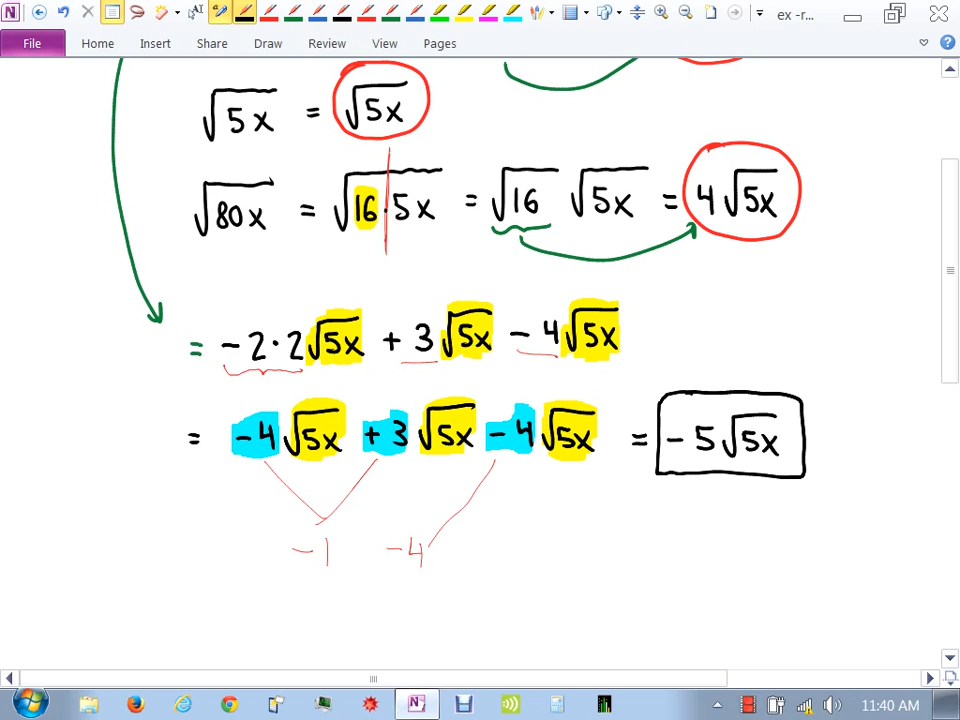 ex -r...
File Home Insert Share Draw Review View Pages
√5x = √5x
√80x = √16·5x = √16 √5x = 4√5x
= -2·2√5x + 3√5x - 4√5x
= -4√5x + 3√5x - 4√5x = -5√5x
-1 -4
11:40 AM